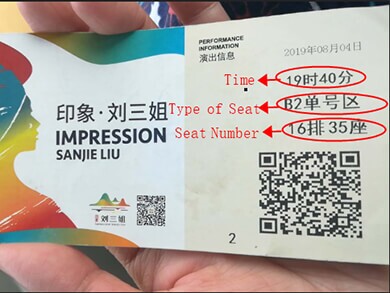 PERFORMANCE
INFORMATION
演出信息
2019年08月04日
Time
19时40分
印象·刘三姐
Type of Seat
B2单号区
IMPRESSION
Seat Number
16排35座
SANJIE LIU
刘三姐
2